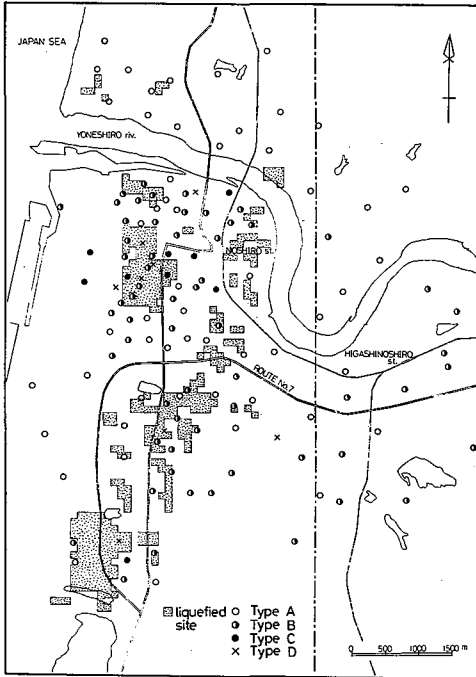 JAPAN SEA
YONESHIRO riv.
NOSHIRO st.
HIGASHINOSHIRO
st.
ROUTE No.7
liquefied
site
Type A
Type B
Type C
Type D
0 500 1000 1500 m